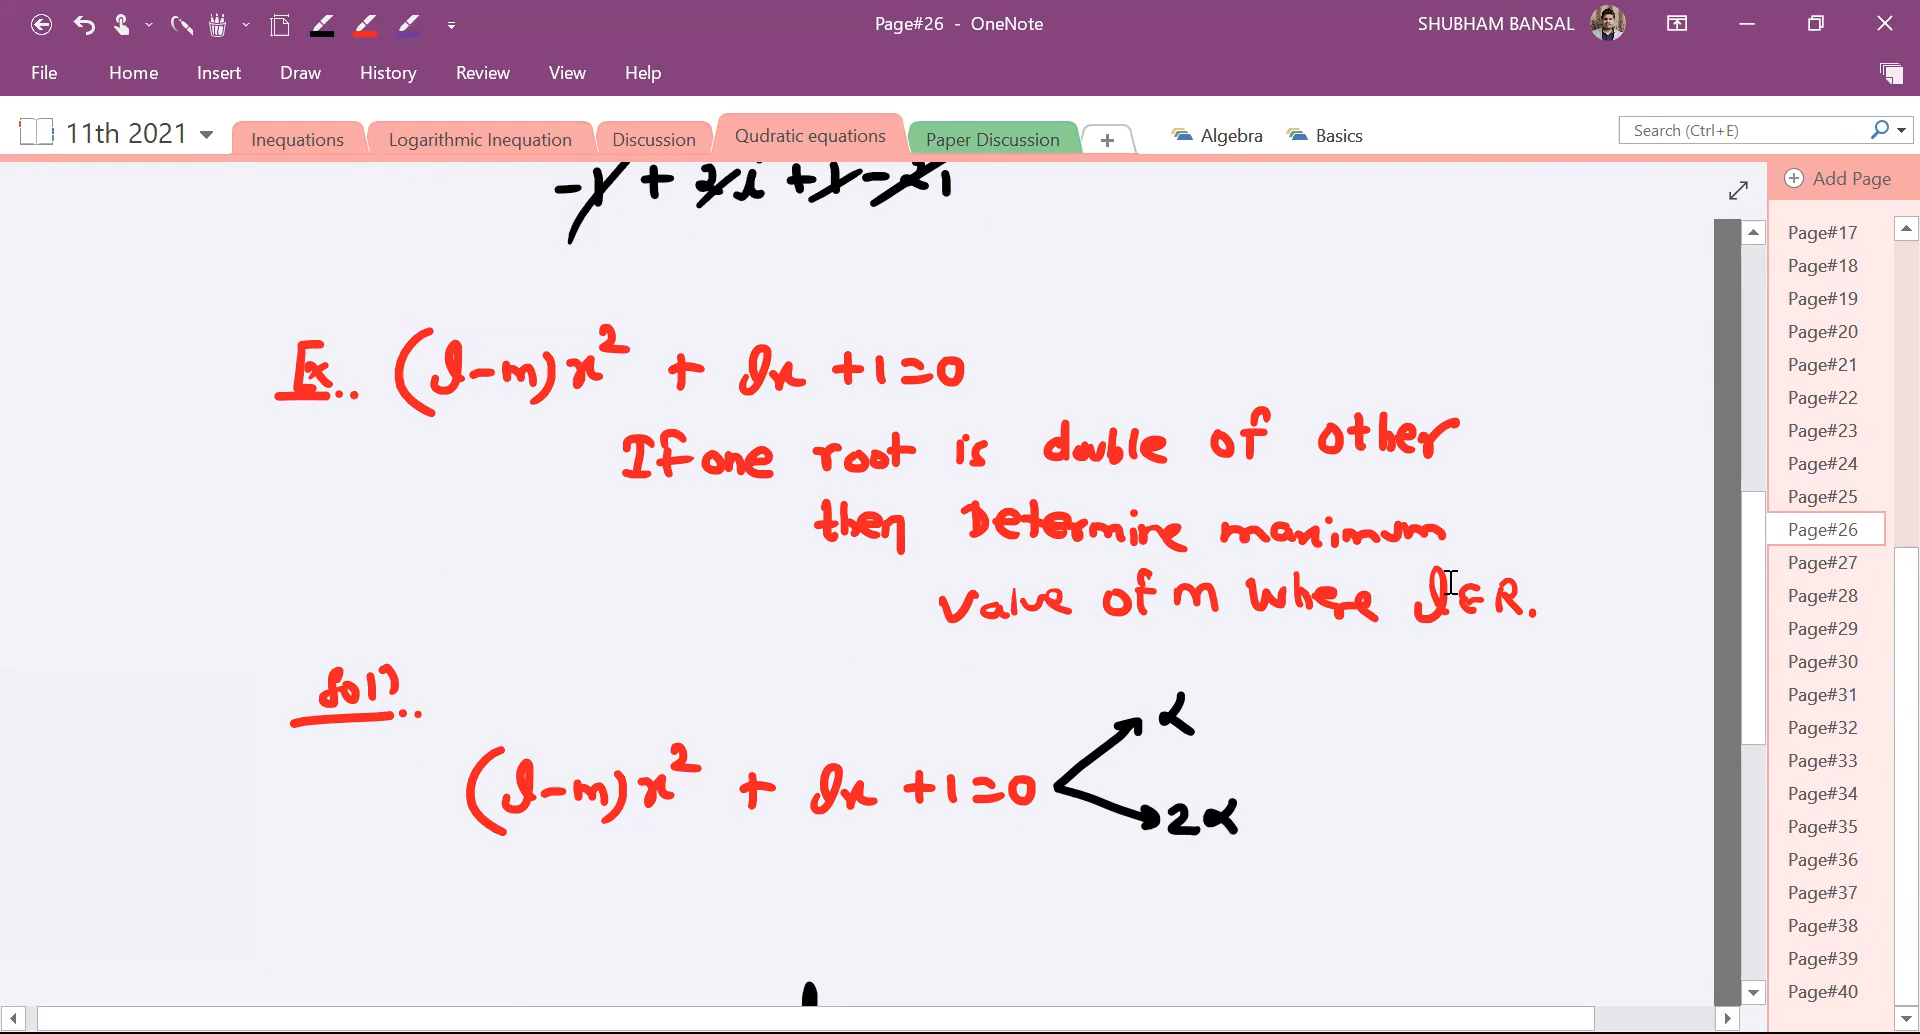 Page#26 - OneNote
SHUBHAM BANSAL
File Home Insert Draw History Review View Help
11th 2021
Inequations
Logarithmic Inequation
Discussion
Qudratic equations
Paper Discussion
+
Algebra
Basics
Search (Ctrl+E)
Add Page
-1 + 2i + 1 - 2i
Ex.. (l-m)x² + lx +1=0
If one root is double of other
then Determine maximum
value of m where l∈R.
Sol?..
(l-m)x² + lx +1=0
α
2α
Page#17
Page#18
Page#19
Page#20
Page#21
Page#22
Page#23
Page#24
Page#25
Page#26
Page#27
Page#28
Page#29
Page#30
Page#31
Page#32
Page#33
Page#34
Page#35
Page#36
Page#37
Page#38
Page#39
Page#40